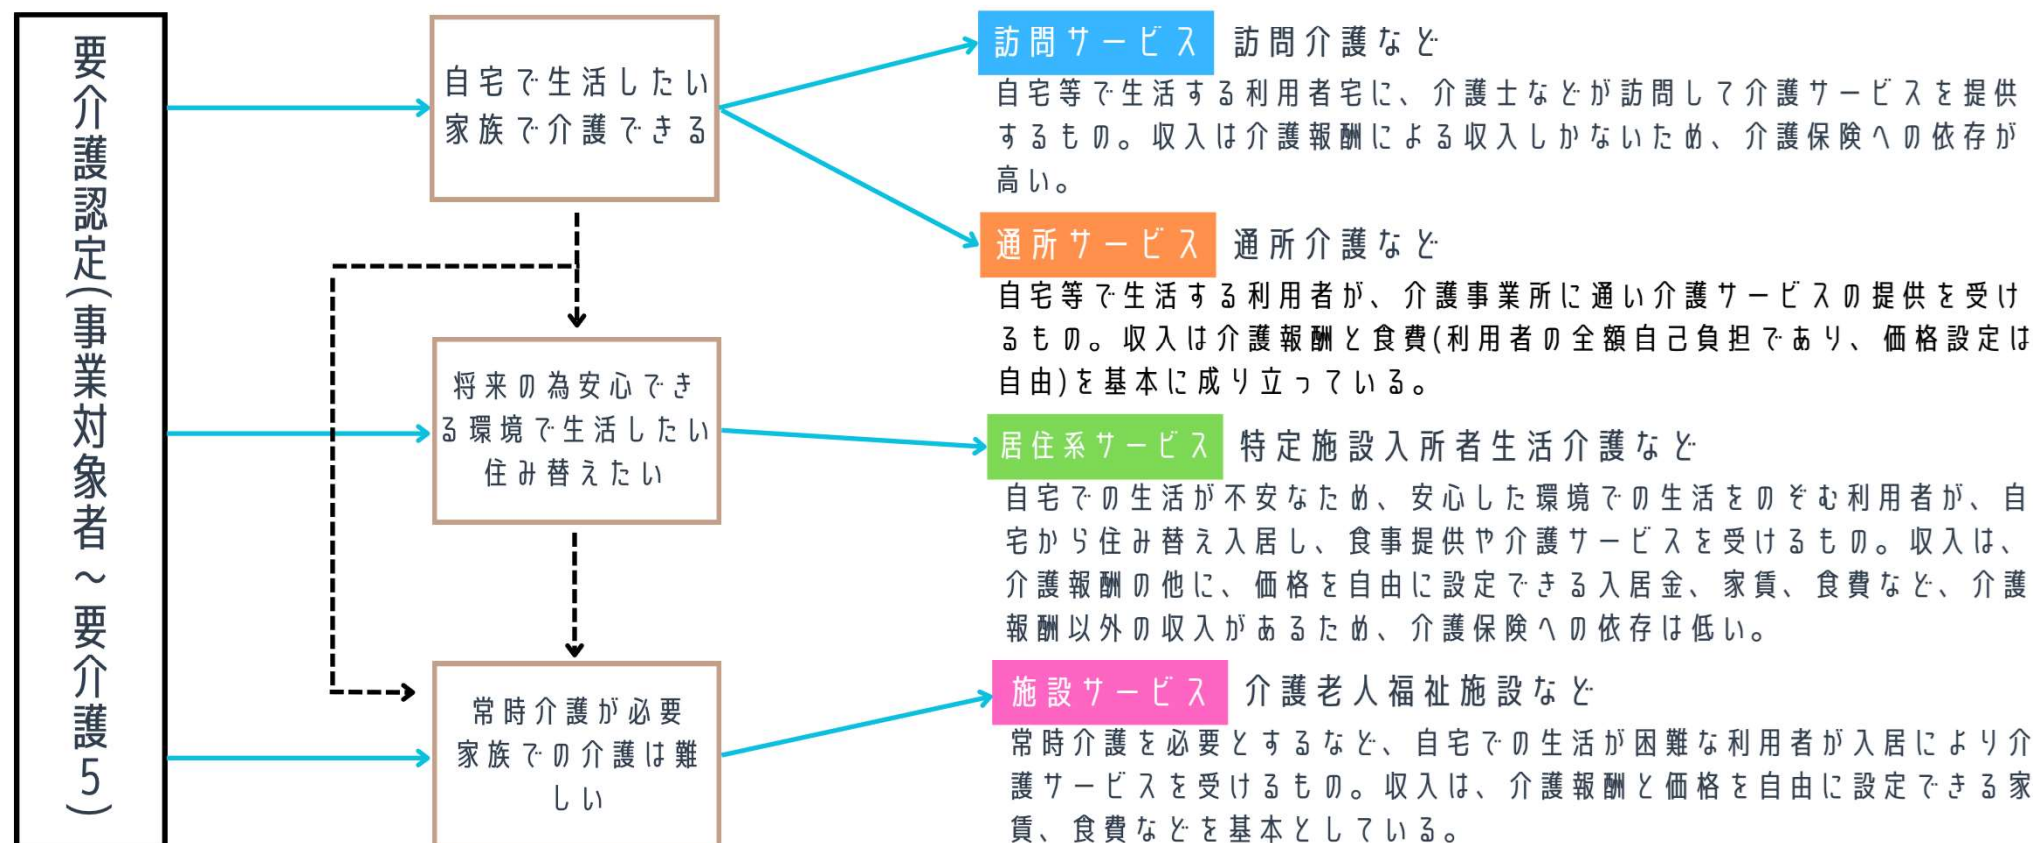 要介護認定(事業対象者~要介護5)
自宅で生活したい
家族で介護できる
将来の為安心でき
る環境で生活したい
住み替えたい
常時介護が必要
家族での介護は難
しい
訪問サービス 訪問介護など
自宅等で生活する利用者宅に、介護士などが訪問して介護サービスを提供
するもの。収入は介護報酬による収入しかないため、介護保険への依存が
高い。
通所サービス 通所介護など
自宅等で生活する利用者が、介護事業所に通い介護サービスの提供を受け
るもの。収入は介護報酬と食費(利用者の全額自己負担であり、価格設定は
自由)を基本に成り立っている。
居住系サービス 特定施設入所者生活介護など
自宅での生活が不安なため、安心した環境での生活をのぞむ利用者が、自
宅から住み替え入居し、食事提供や介護サービスを受けるもの。収入は、
介護報酬の他に、価格を自由に設定できる入居金、家賃、食費など、介護
報酬以外の収入があるため、介護保険への依存は低い。
施設サービス 介護老人福祉施設など
常時介護を必要とするなど、自宅での生活が困難な利用者が入居により介
護サービスを受けるもの。収入は、介護報酬と価格を自由に設定できる家
賃、食費などを基本としている。